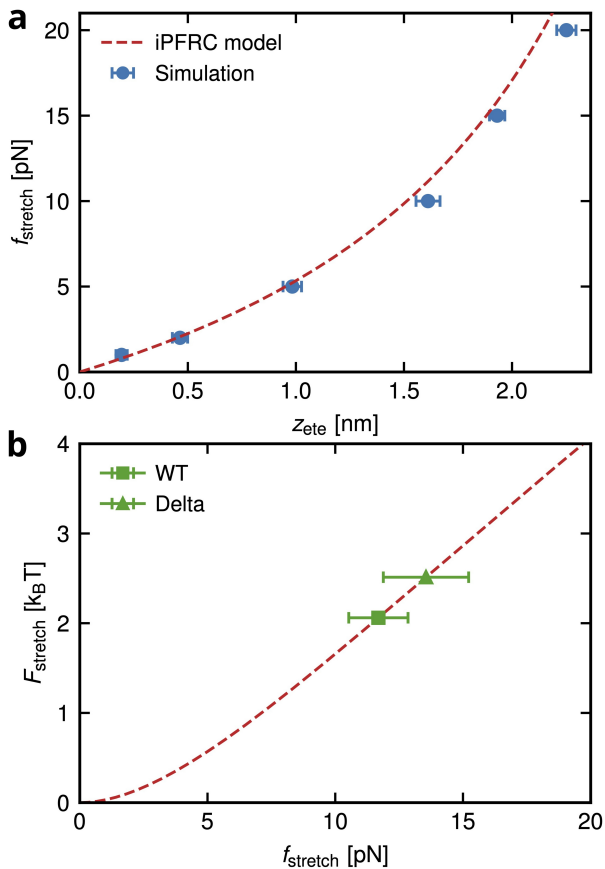 a
iPFRC model
Simulation
20
15
10
5
0
f_stretch [pN]
0.0 0.5 1.0 1.5 2.0
z_ete [nm]
b
WT
Delta
4
3
2
1
0
F_stretch [k_B T]
0 5 10 15 20
f_stretch [pN]